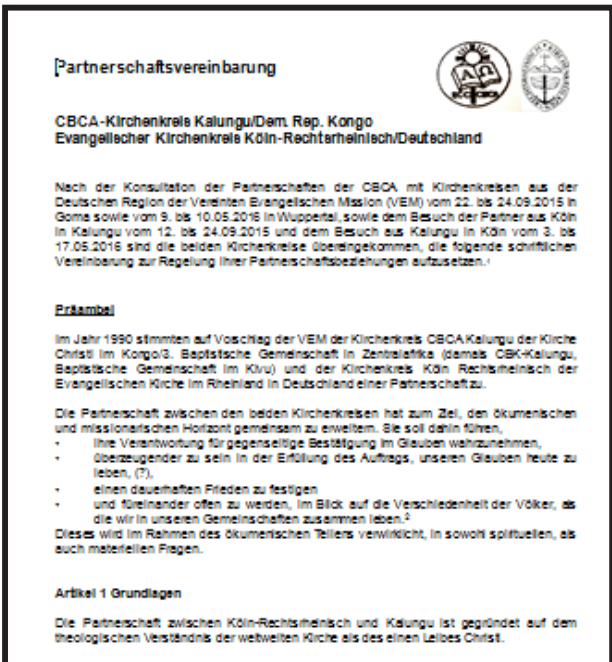 Partnerschaftsvereinbarung
CBCA-Kirchenkreis Kalungu/Dem. Rep. Kongo
Evangelischer Kirchenkreis Köln-Rechtsrheinisch/Deutschland
Nach der Konsultation der Partnerschaften der CBCA mit Kirchenkreisen aus der
Deutschen Region der Vereinten Evangelischen Mission (VEM) vom 22. bis 24.09.2015 in
Goma sowie vom 9. bis 10.05.2016 in Wuppertal, sowie dem Besuch der Partner aus Köln
in Kalungu vom 12. bis 24.09.2015 und dem Besuch aus Kalungu in Köln vom 3. bis
17.05.2016 sind die beiden Kirchenkreise übereingekommen, die folgende schriftlichen
Vereinbarung zur Regelung ihrer Partnerschaftsbeziehungen aufzusetzen.
Präambel
Im Jahr 1990 stimmten auf Voschlag der VEM der Kirchenkreis CBCA Kalungu der Kirche
Christi im Kongo/3. Baptistische Gemeinschaft in Zentralafrika (damals CBK-Kalungu,
Baptistische Gemeinschaft im Kivu) und der Kirchenkreis Köln Rechtsrheinisch der
Evangelischen Kirche im Rheinland in Deutschland einer Partnerschaft zu.
Die Partnerschaft zwischen den beiden Kirchenkreisen hat zum Ziel, den ökumenischen
und missionarischen Horizont gemeinsam zu erweitern. Sie soll dahin führen,
• ihre Verantwortung für gegenseitige Bestätigung im Glauben wahrzunehmen,
• überzeugender zu sein in der Erfüllung des Auftrags, unseren Glauben heute zu
leben, (?),
• einen dauerhaften Frieden zu festigen
• und füreinander offen zu werden, im Blick auf die Verschiedenheit der Völker, als
die wir in unseren Gemeinschaften zusammen leben.²
Dieses wird im Rahmen des ökumenischen Teilens verwirklicht, in sowohl spirituellen, als
auch materiellen Fragen.
Artikel 1 Grundlagen
Die Partnerschaft zwischen Köln-Rechtsrheinisch und Kalungu ist gegründet auf dem
theologischen Verständnis der weltweiten Kirche als des einen Leibes Christi.